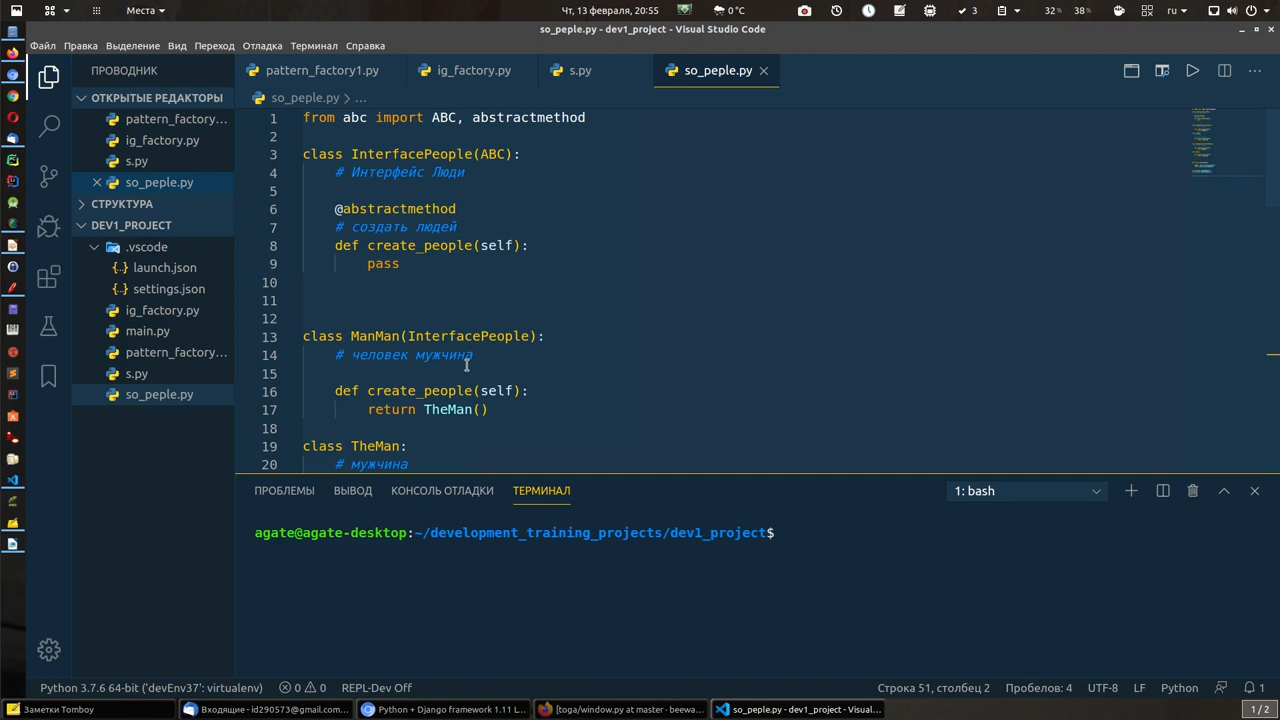 Места
Чт, 13 февраля, 20:55
0°C
3
32%
38%
ru
so_peple.py - dev1_project - Visual Studio Code
Файл Правка Выделение Вид Переход Отладка Терминал Справка
ПРОВОДНИК
ОТКРЫТЫЕ РЕДАКТОРЫ
pattern_factory...
ig_factory.py
s.py
so_peple.py
СТРУКТУРА
DEV1_PROJECT
.vscode
launch.json
settings.json
ig_factory.py
main.py
pattern_factory...
s.py
so_peple.py
pattern_factory1.py
ig_factory.py
s.py
so_peple.py
so_peple.py > ...
1 from abc import ABC, abstractmethod
2
3 class InterfacePeople(ABC):
4 # Интерфейс Люди
5
6 @abstractmethod
7 # создать людей
8 def create_people(self):
9 pass
10
11
12
13 class ManMan(InterfacePeople):
14 # человек мужчина
15
16 def create_people(self):
17 return TheMan()
18
19 class TheMan:
20 # мужчина
ПРОБЛЕМЫ ВЫВОД КОНСОЛЬ ОТЛАДКИ ТЕРМИНАЛ
1: bash
agate@agate-desktop:~/development_training_projects/dev1_project$
Python 3.7.6 64-bit ('devEnv37': virtualenv)
0 0
REPL-Dev Off
Строка 51, столбец 2
Пробелов: 4
UTF-8
LF
Python
1
Заметки Tomboy
Входящие - id290573@gmail.com...
Python + Django framework 1.11 L...
[toga/window.py at master · beewa...
so_peple.py - dev1_project - Visual...
1 / 2